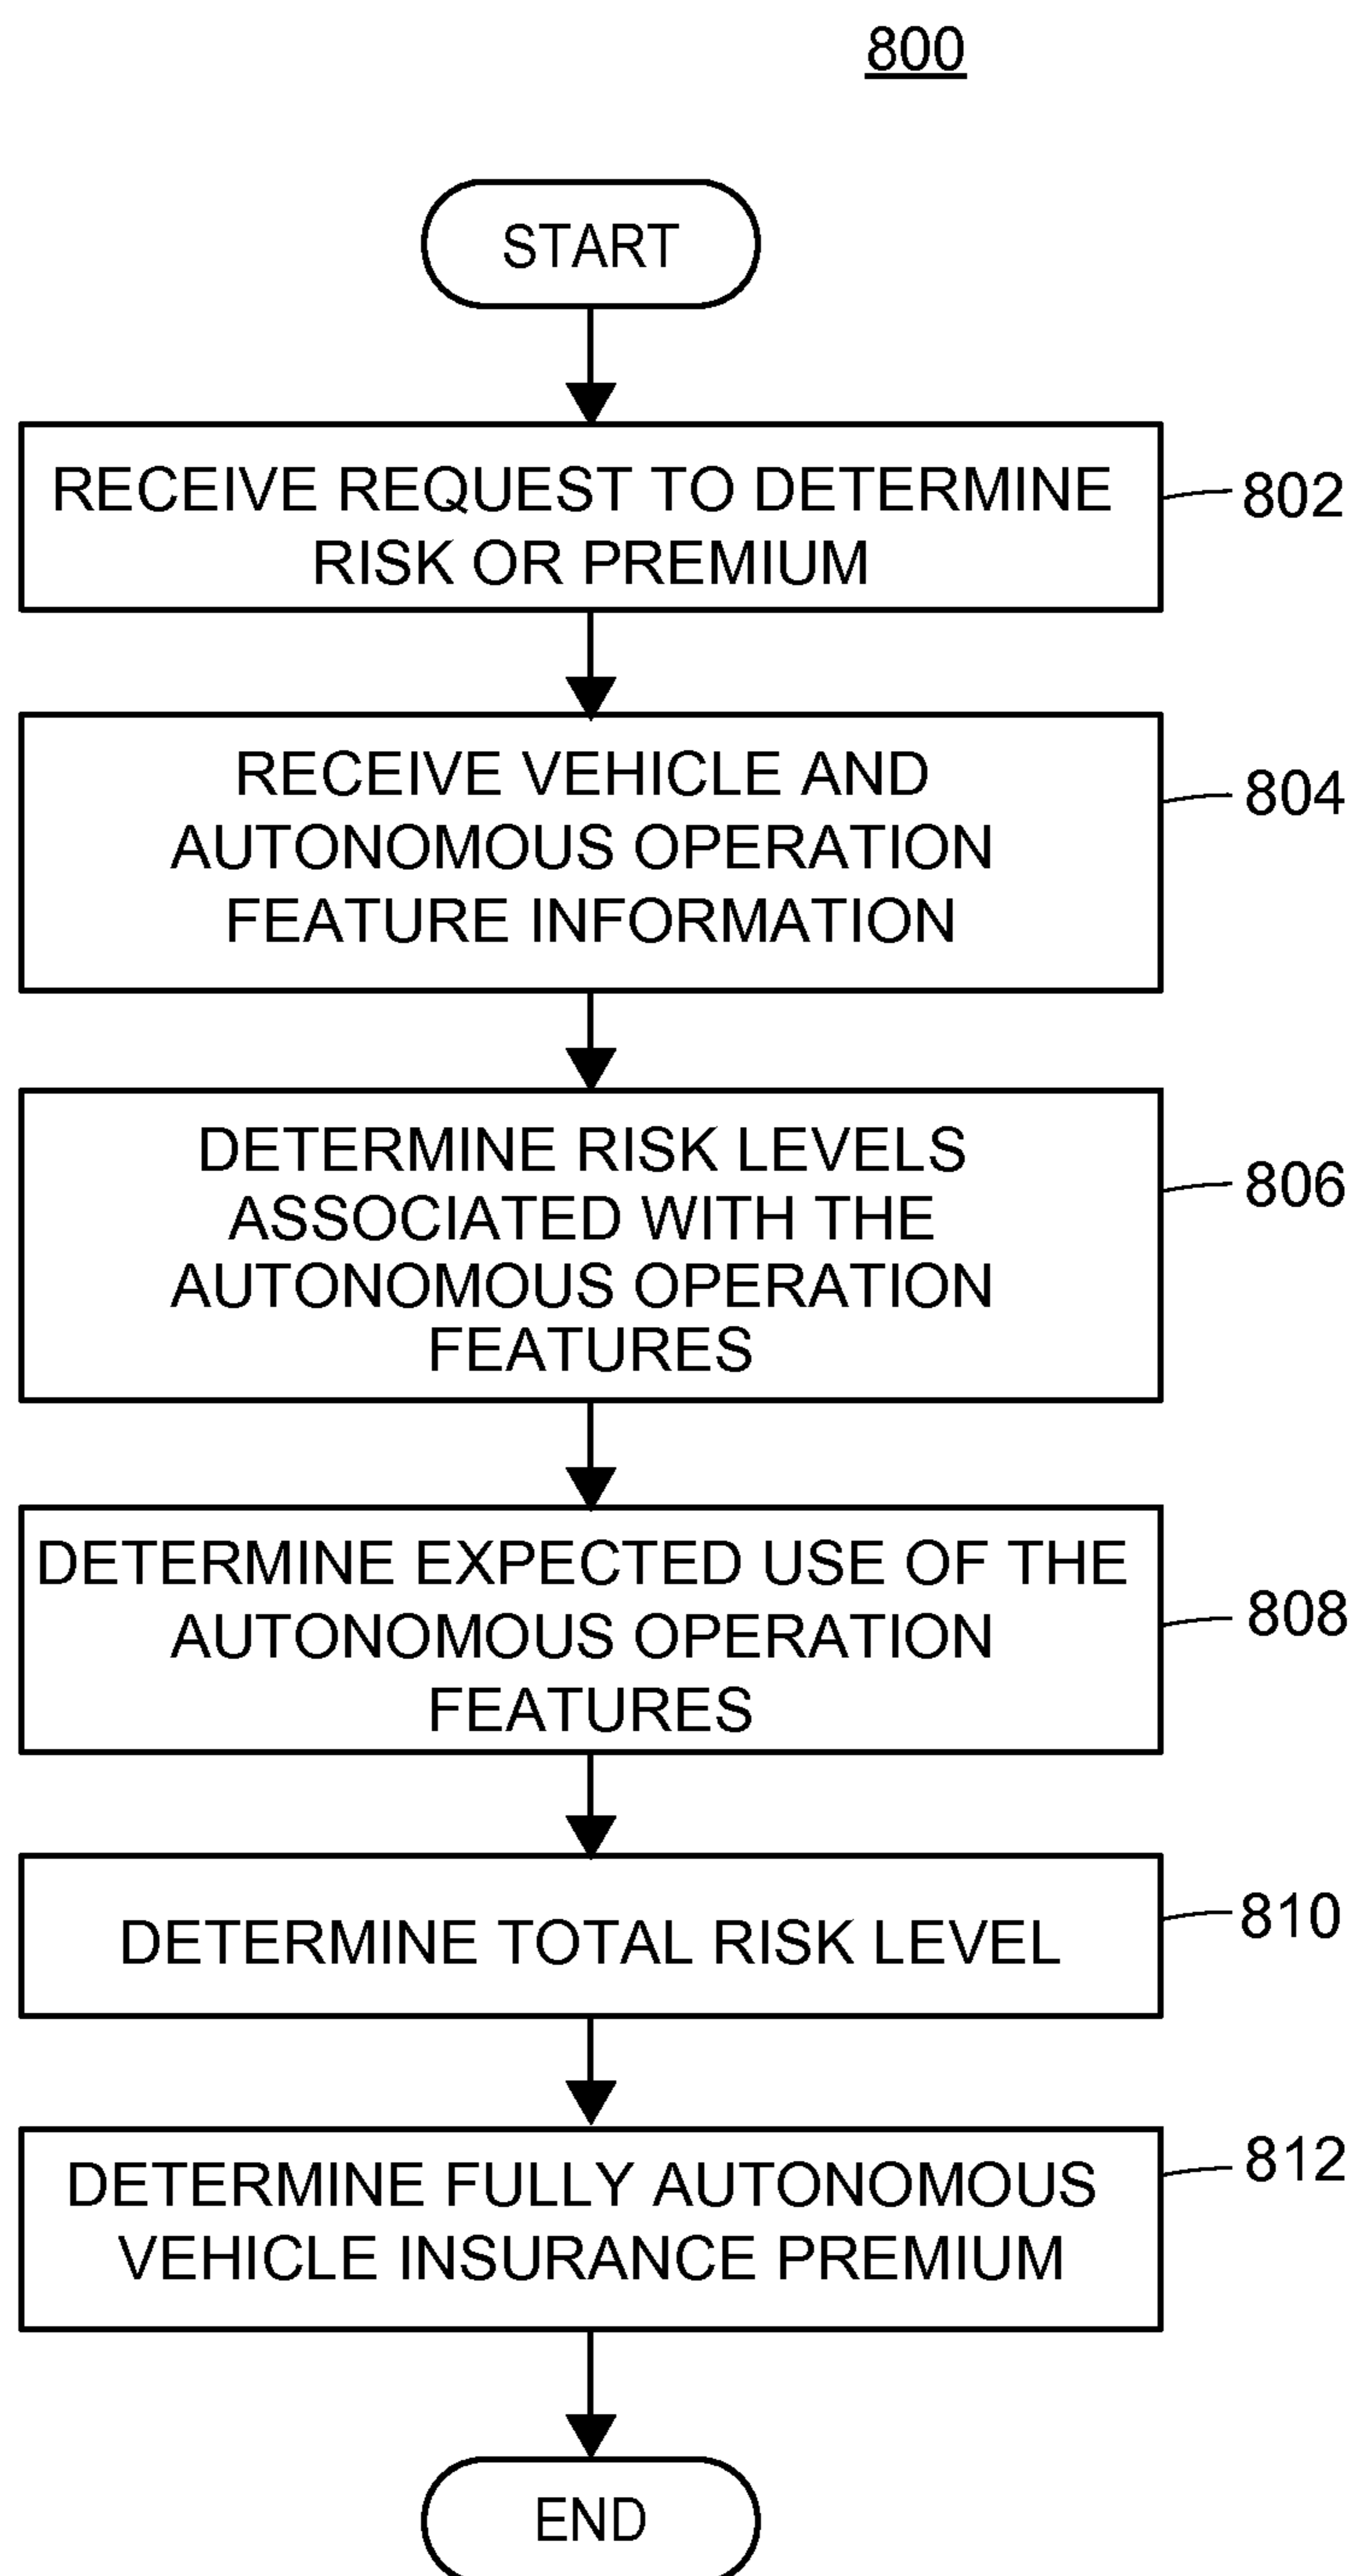 800
START
RECEIVE REQUEST TO DETERMINE
RISK OR PREMIUM
802
RECEIVE VEHICLE AND
AUTONOMOUS OPERATION
FEATURE INFORMATION
804
DETERMINE RISK LEVELS
ASSOCIATED WITH THE
AUTONOMOUS OPERATION
FEATURES
806
DETERMINE EXPECTED USE OF THE
AUTONOMOUS OPERATION
FEATURES
808
DETERMINE TOTAL RISK LEVEL
810
DETERMINE FULLY AUTONOMOUS
VEHICLE INSURANCE PREMIUM
812
END